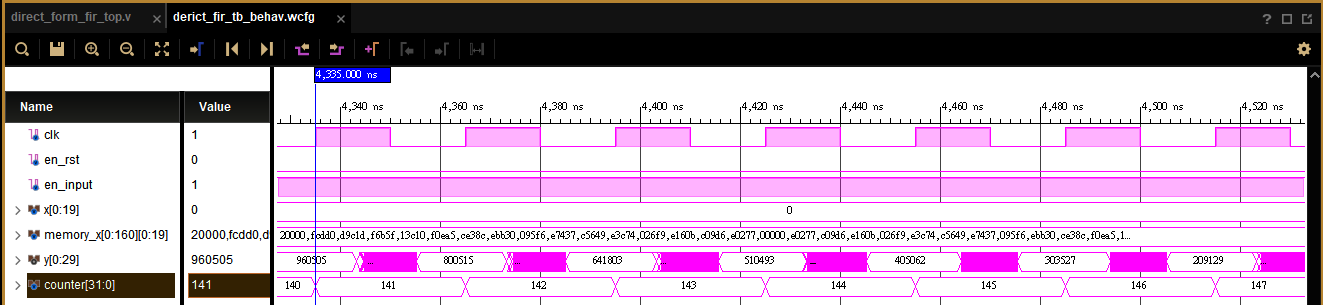 direct_form_fir_top.v × derict_fir_tb_behav.wcfg ×
?
4,335.000 ns
Name Value
4,340 ns 4,360 ns 4,380 ns 4,400 ns 4,420 ns 4,440 ns 4,460 ns 4,480 ns 4,500 ns 4,520 ns
clk 1
en_rst 0
en_input 1
x[0:19] 0 0
memory_x[0:160][0:19] 20000,fcdd0,d 20000,fcdd0,d9c1d,f6b5f,13c10,f0ea5,ce38c,ebb30,095f6,e7437,c5649,e3c74,026f9,e160b,c09d6,e0277,00000,e0277,c09d6,e160b,026f9,e3c74,c5649,e7437,095f6,ebb30,ce38c,f0ea5,1...
y[0:29] 960505 960505 ... 800515 ... 641803 ... 510493 ... 405062 303527 209129 ...
counter[31:0] 141 140 141 142 143 144 145 146 147